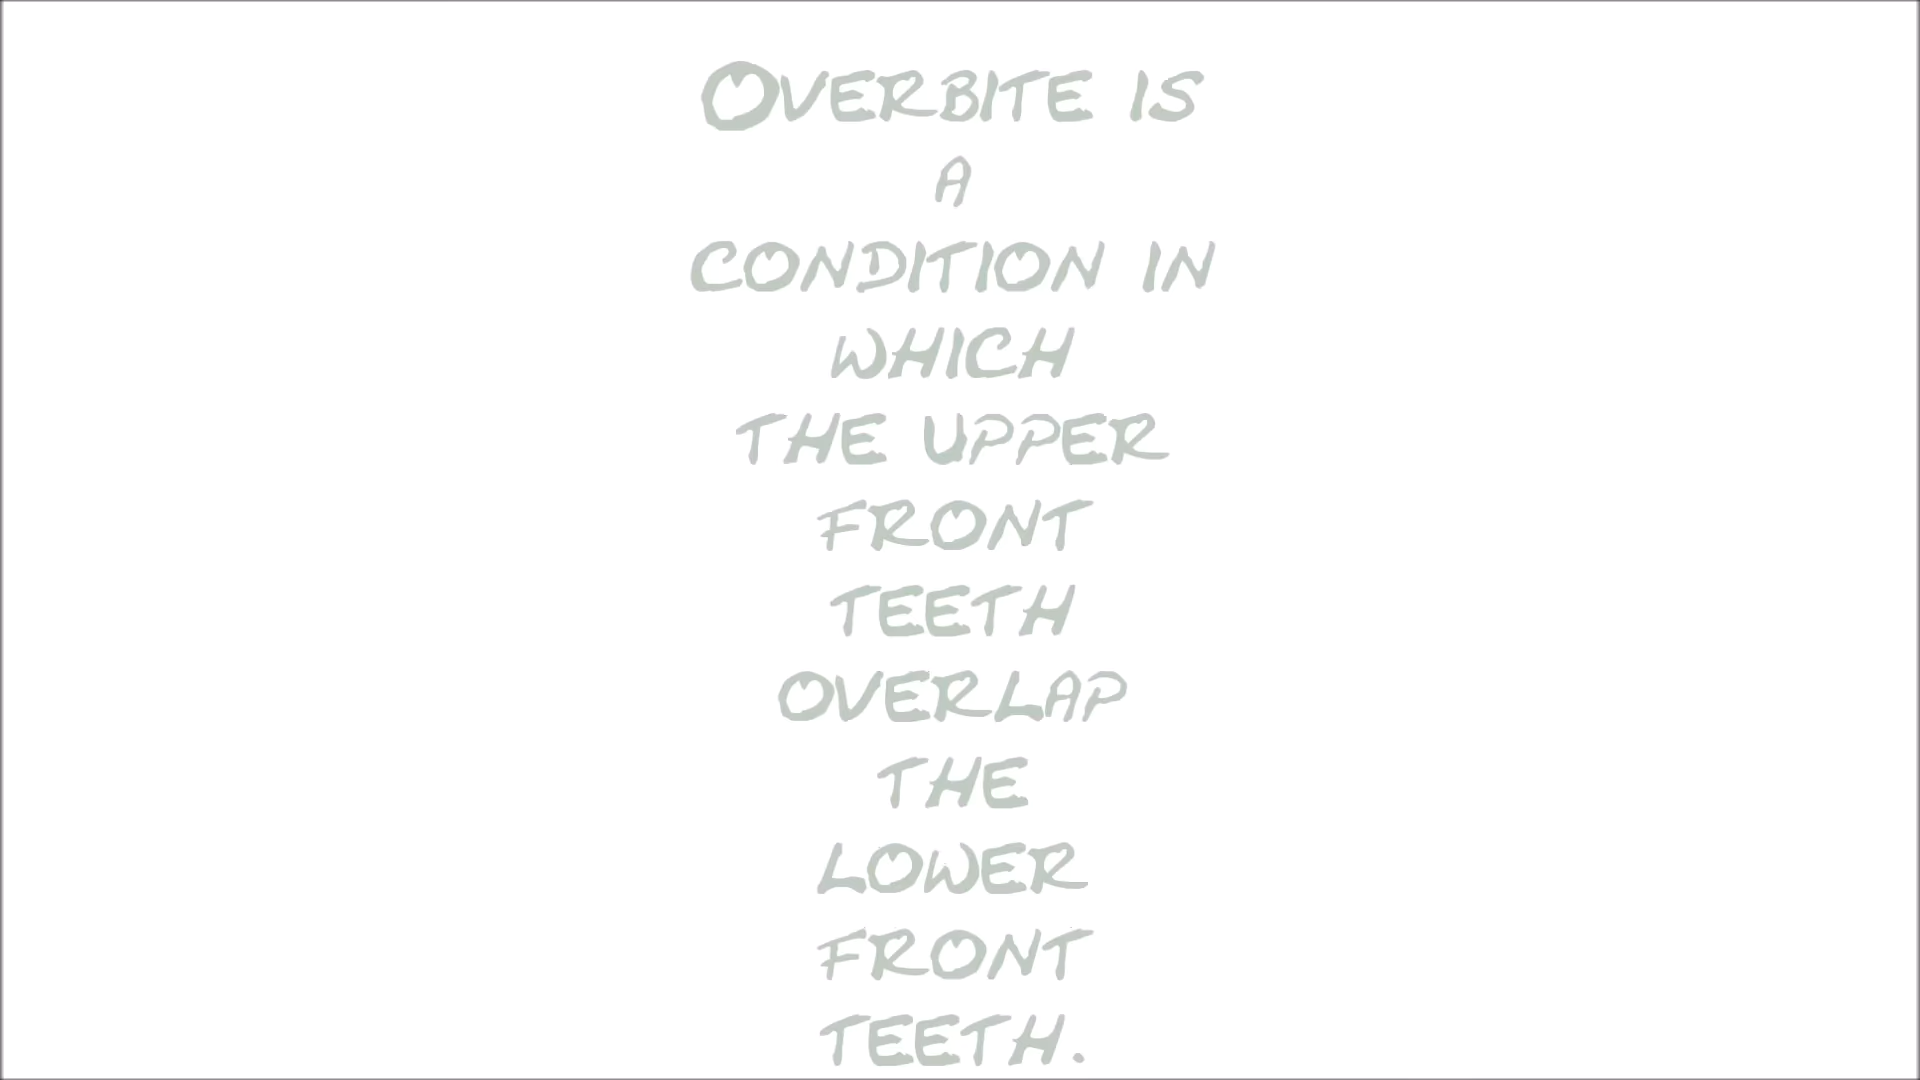 Overbite is
a
condition in
which
the upper
front
teeth
overlap
the
lower
front
teeth.